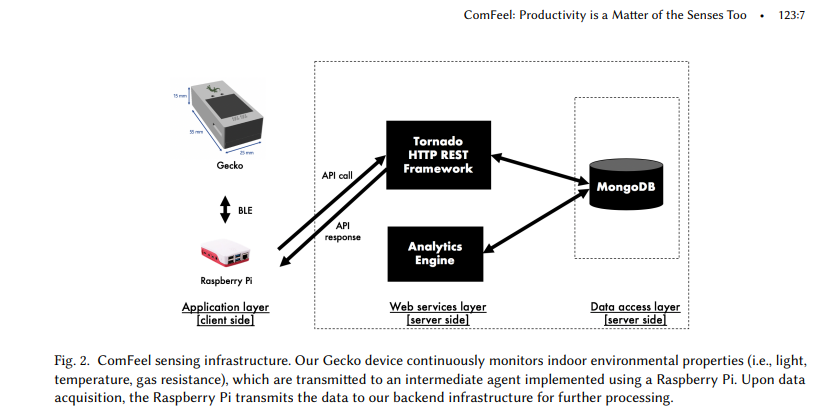 ComFeel: Productivity is a Matter of the Senses Too • 123:7
15 mm
35 mm
25 mm
Gecko
BLE
Raspberry Pi
Application layer
[client side]
API call
API
response
Tornado
HTTP REST
Framework
Analytics
Engine
Web services layer
[server side]
MongoDB
Data access layer
[server side]
Fig. 2. ComFeel sensing infrastructure. Our Gecko device continuously monitors indoor environmental properties (i.e., light,
temperature, gas resistance), which are transmitted to an intermediate agent implemented using a Raspberry Pi. Upon data
acquisition, the Raspberry Pi transmits the data to our backend infrastructure for further processing.